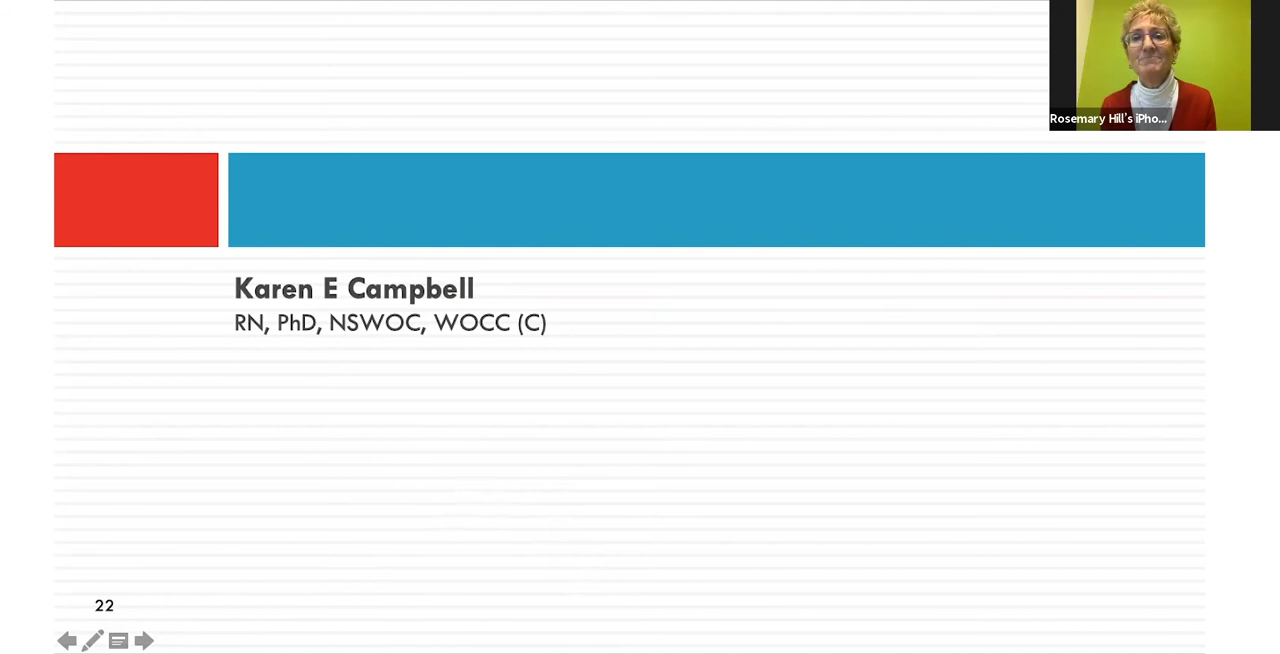 Rosemary Hill's iPho...
Karen E Campbell
RN, PhD, NSWOC, WOCC (C)
22